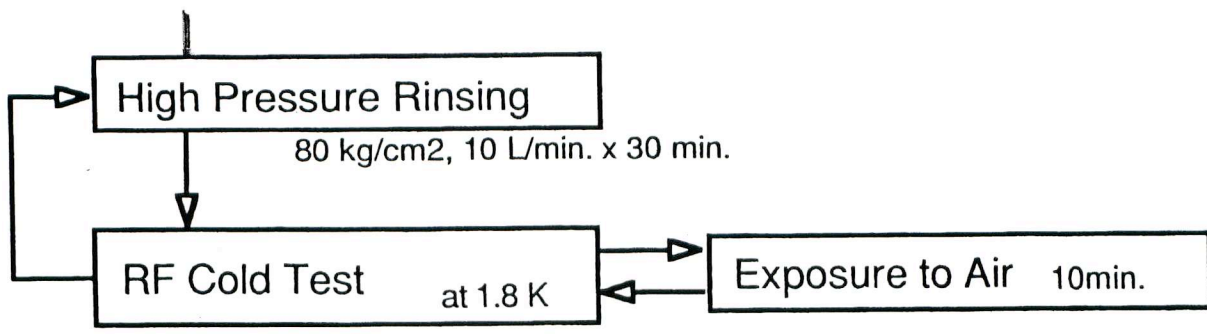 High Pressure Rinsing
80 kg/cm2, 10 L/min. x 30 min.
RF Cold Test at 1.8 K
Exposure to Air 10min.